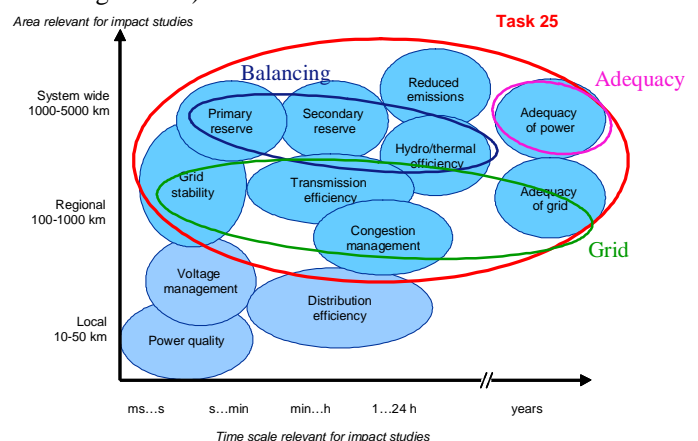 Area relevant for impact studies
Task 25
Balancing
Adequacy
System wide
1000-5000 km
Primary
reserve
Secondary
reserve
Reduced
emissions
Adequacy
of power
Hydro/thermal
efficiency
Grid
stability
Transmission
efficiency
Adequacy
of grid
Regional
100-1000 km
Congestion
management
Grid
Voltage
management
Distribution
efficiency
Local
10-50 km
Power quality
ms...s
s...min
min...h
1...24 h
years
Time scale relevant for impact studies